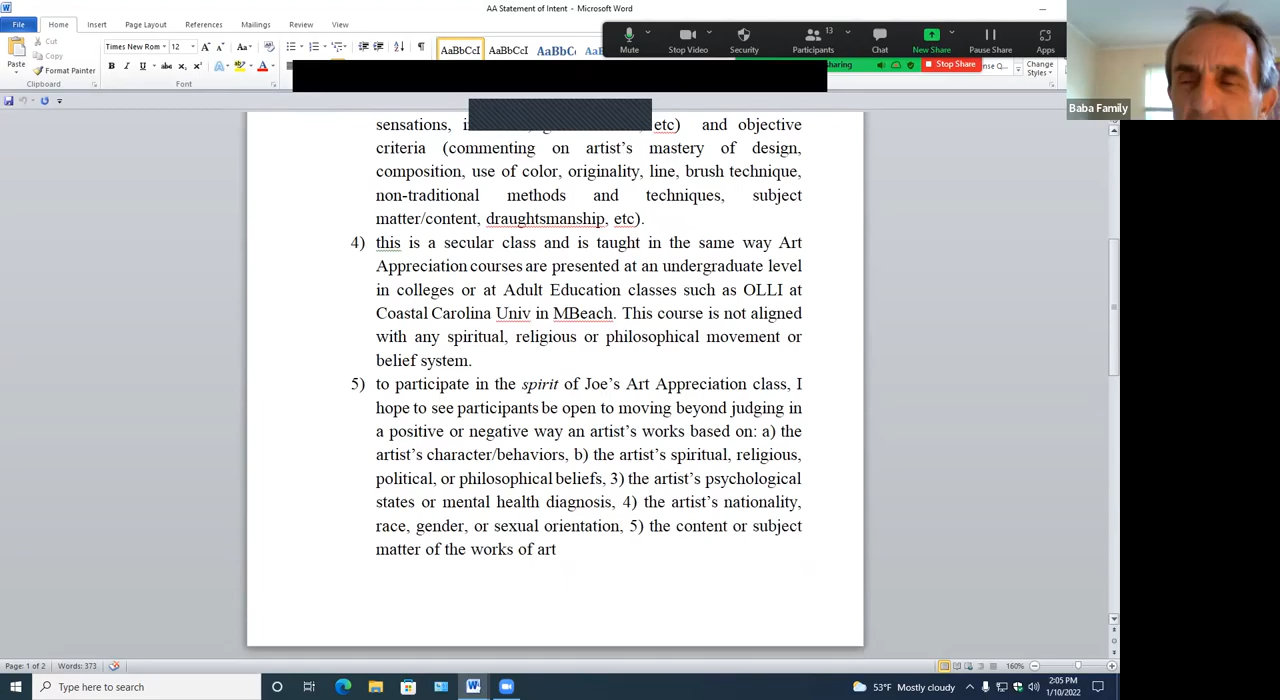 AA Statement of Intent - Microsoft Word
File Home Insert Page Layout References Mailings Review View
Mute Stop Video Security Participants 13 Chat New Share Pause Share Apps
sharing Stop Share
Paste Cut Copy Format Painter
Times New Rom 12 Aa
B I U abc x₂ x² A ab A
AaBbCcI AaBbCcI AaBbC AaBb
Change Styles
Clipboard Font
Baba Family
sensations, etc) and objective
criteria (commenting on artist’s mastery of design,
composition, use of color, originality, line, brush technique,
non-traditional methods and techniques, subject
matter/content, draughtsmanship, etc).
4) this is a secular class and is taught in the same way Art
Appreciation courses are presented at an undergraduate level
in colleges or at Adult Education classes such as OLLI at
Coastal Carolina Univ in MBeach. This course is not aligned
with any spiritual, religious or philosophical movement or
belief system.
5) to participate in the spirit of Joe’s Art Appreciation class, I
hope to see participants be open to moving beyond judging in
a positive or negative way an artist’s works based on: a) the
artist’s character/behaviors, b) the artist’s spiritual, religious,
political, or philosophical beliefs, 3) the artist’s psychological
states or mental health diagnosis, 4) the artist’s nationality,
race, gender, or sexual orientation, 5) the content or subject
matter of the works of art
Page: 1 of 2 Words: 373 160%
Type here to search 53°F Mostly cloudy 2:05 PM
1/10/2022